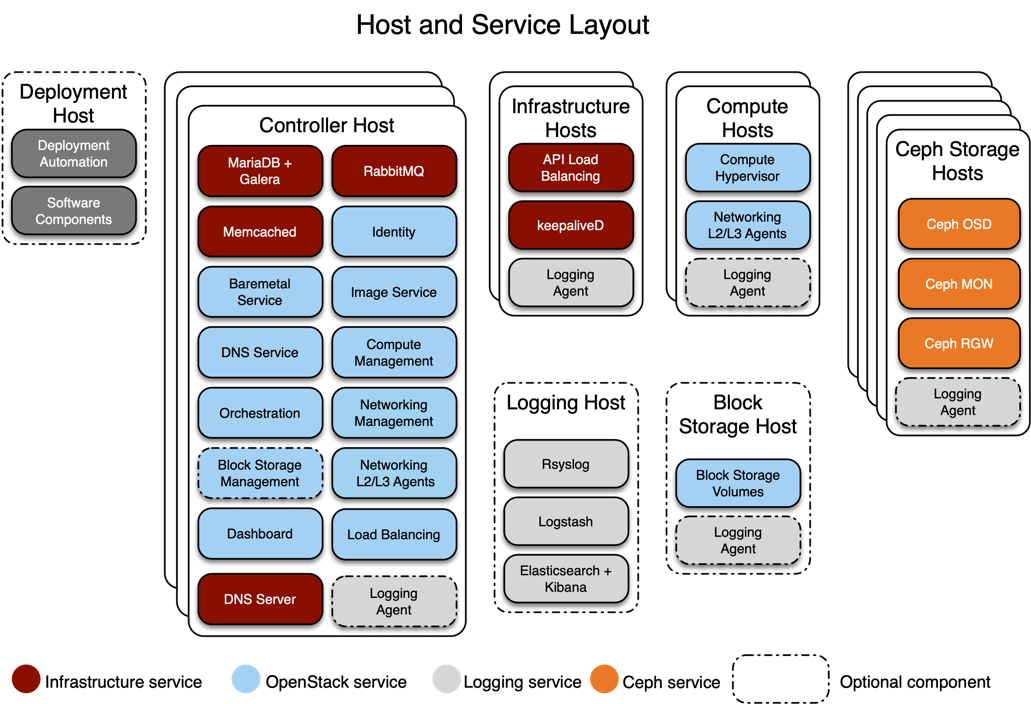 Host and Service Layout
Deployment
Host
Deployment
Automation
Software
Components
Controller Host
MariaDB +
Galera
RabbitMQ
Memcached
Identity
Baremetal
Service
Image Service
DNS Service
Compute
Management
Orchestration
Networking
Management
Block Storage
Management
Networking
L2/L3 Agents
Dashboard
Load Balancing
DNS Server
Logging
Agent
Infrastructure
Hosts
API Load
Balancing
keepaliveD
Logging
Agent
Compute
Hosts
Compute
Hypervisor
Networking
L2/L3 Agents
Logging
Agent
Ceph Storage
Hosts
Ceph OSD
Ceph MON
Ceph RGW
Logging
Agent
Logging Host
Rsyslog
Logstash
Elasticsearch +
Kibana
Block
Storage Host
Block Storage
Volumes
Logging
Agent
Infrastructure service
OpenStack service
Logging service
Ceph service
Optional component